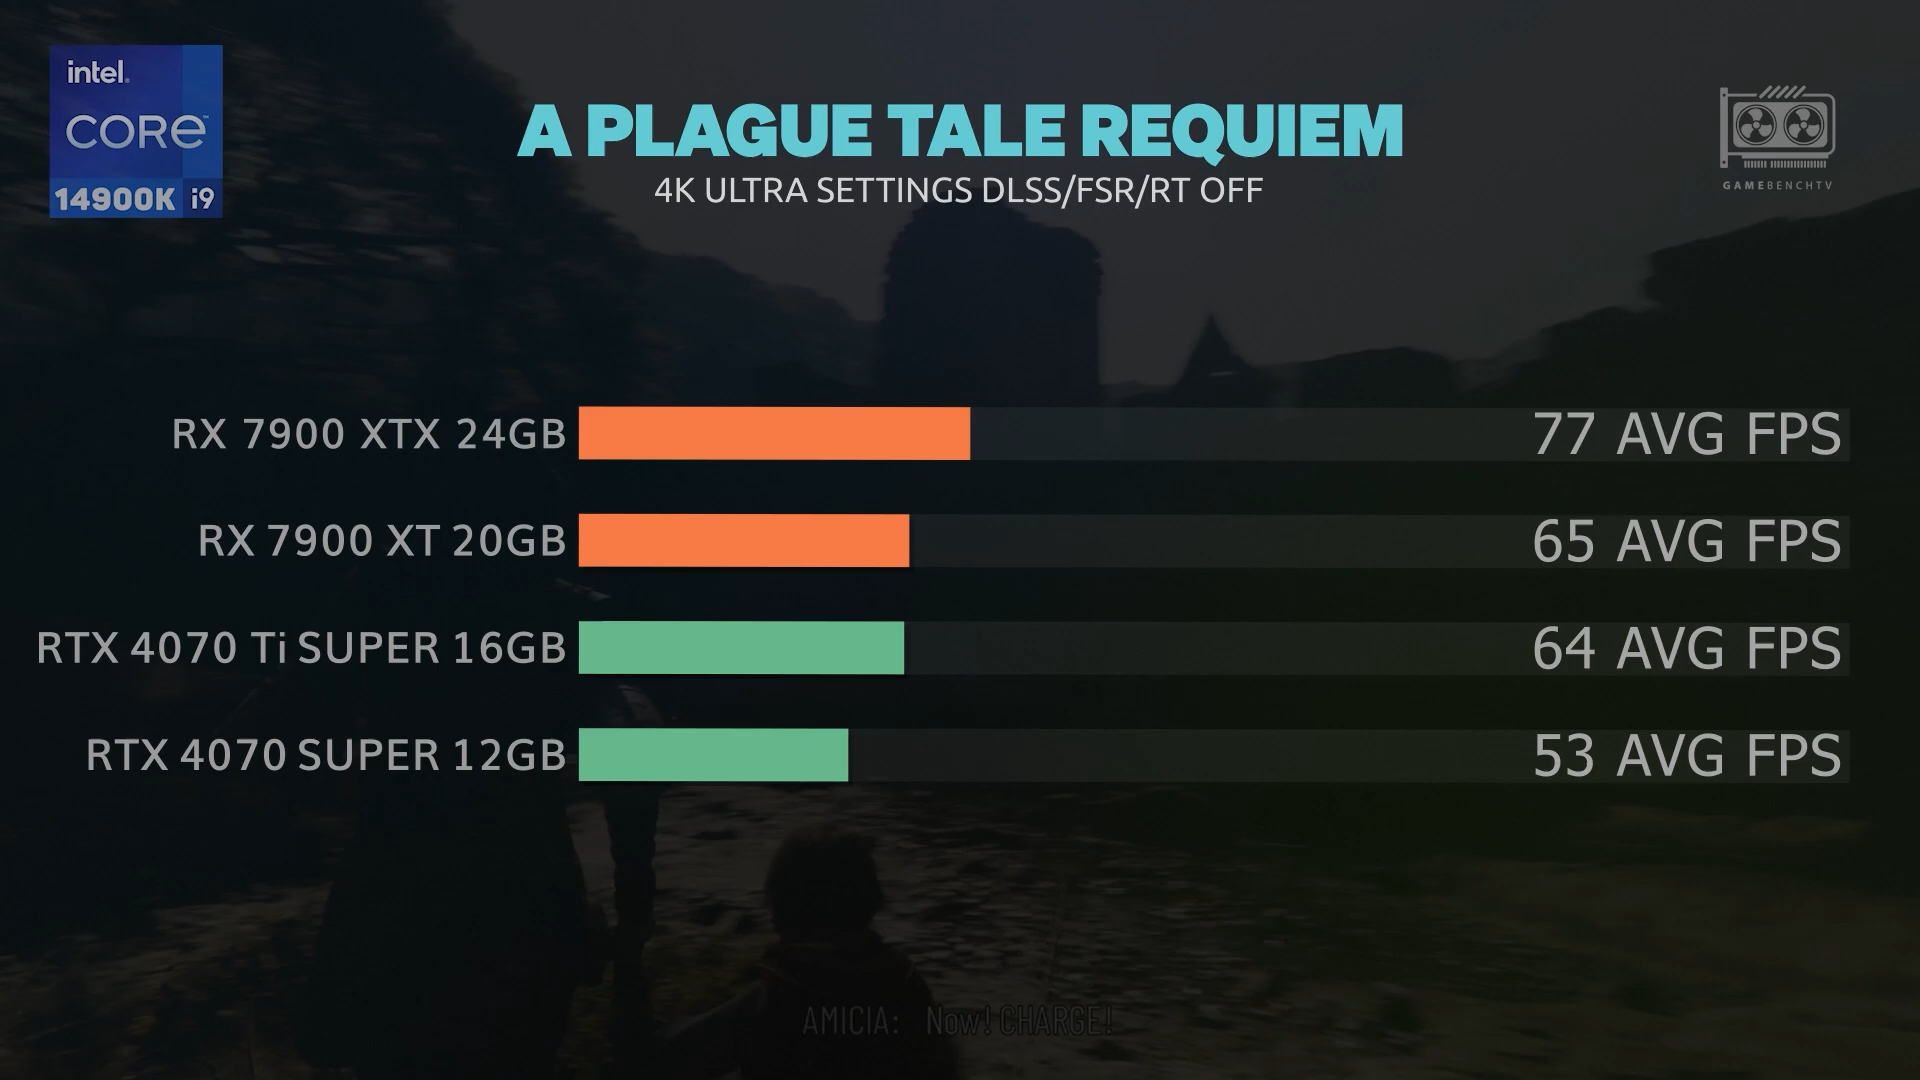 intel.
CORE™
14900K i9
A PLAGUE TALE REQUIEM
4K ULTRA SETTINGS DLSS/FSR/RT OFF
GAMEBENCHTV
RX 7900 XTX 24GB 77 AVG FPS
RX 7900 XT 20GB 65 AVG FPS
RTX 4070 Ti SUPER 16GB 64 AVG FPS
RTX 4070 SUPER 12GB 53 AVG FPS
AMICIA: Now! CHARGE!